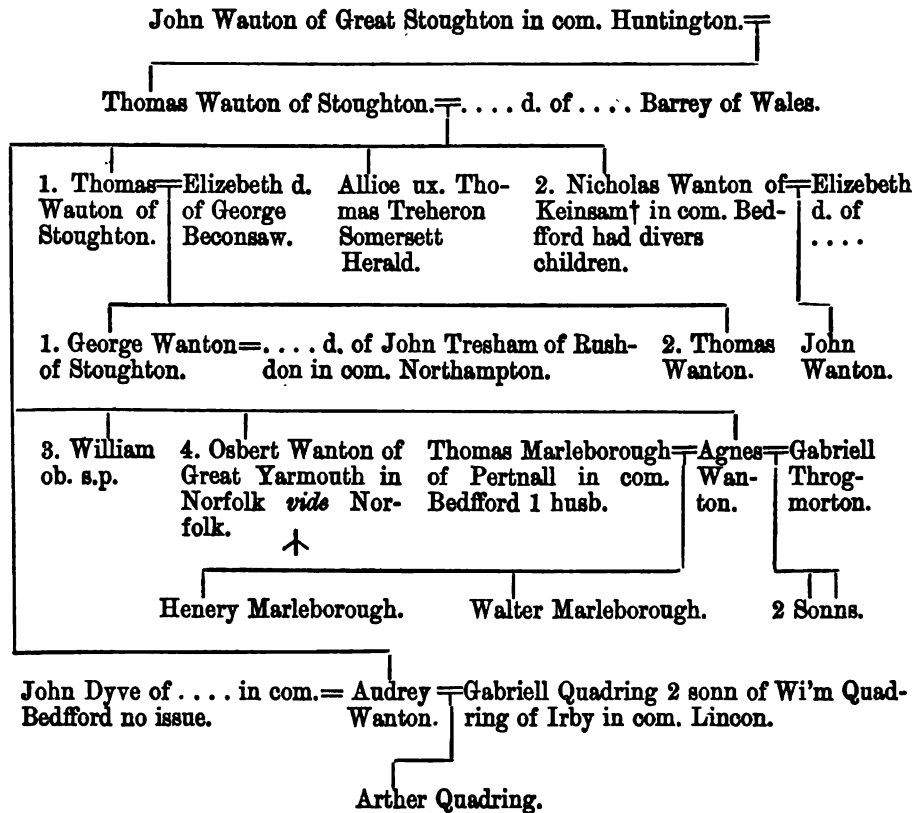 John Wauton of Great Stoughton in com. Huntington.
Thomas Wauton of Stoughton. . . . . d. of . . . . Barrey of Wales.
1. Thomas
Wauton of
Stoughton.
Elizebeth d.
of George
Beconsaw.
Allice ux. Tho-
mas Treheron
Somersett
Herald.
2. Nicholas Wanton of
Keinsam† in com. Bed-
fford had divers
children.
Elizebeth
d. of
. . . .
1. George Wanton=. . . . d. of John Tresham of Rush-
of Stoughton. don in com. Northampton.
2. Thomas
Wanton.
John
Wanton.
3. William
ob. s.p.
4. Osbert Wanton of
Great Yarmouth in
Norfolk vide Nor-
folk.
Thomas Marleborough
of Pertnall in com.
Bedfford 1 husb.
Agnes
Wan-
ton.
Gabriell
Throg-
morton.
Henery Marleborough.
Walter Marleborough.
2 Sonns.
John Dyve of . . . . in com.=
Bedfford no issue.
Audrey
Wanton.
Gabriell Quadring 2 sonn of Wi'm Quad-
ring of Irby in com. Lincon.
Arther Quadring.